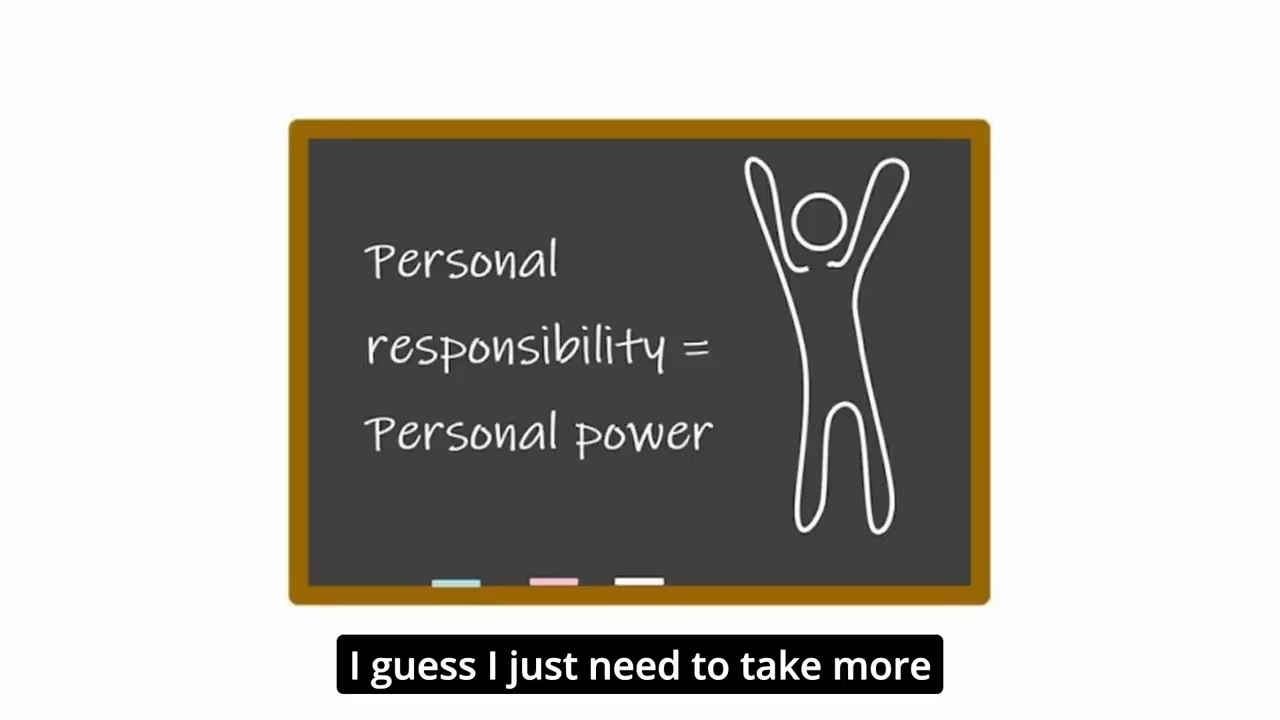 Personal
responsibility =
Personal power
I guess I just need to take more